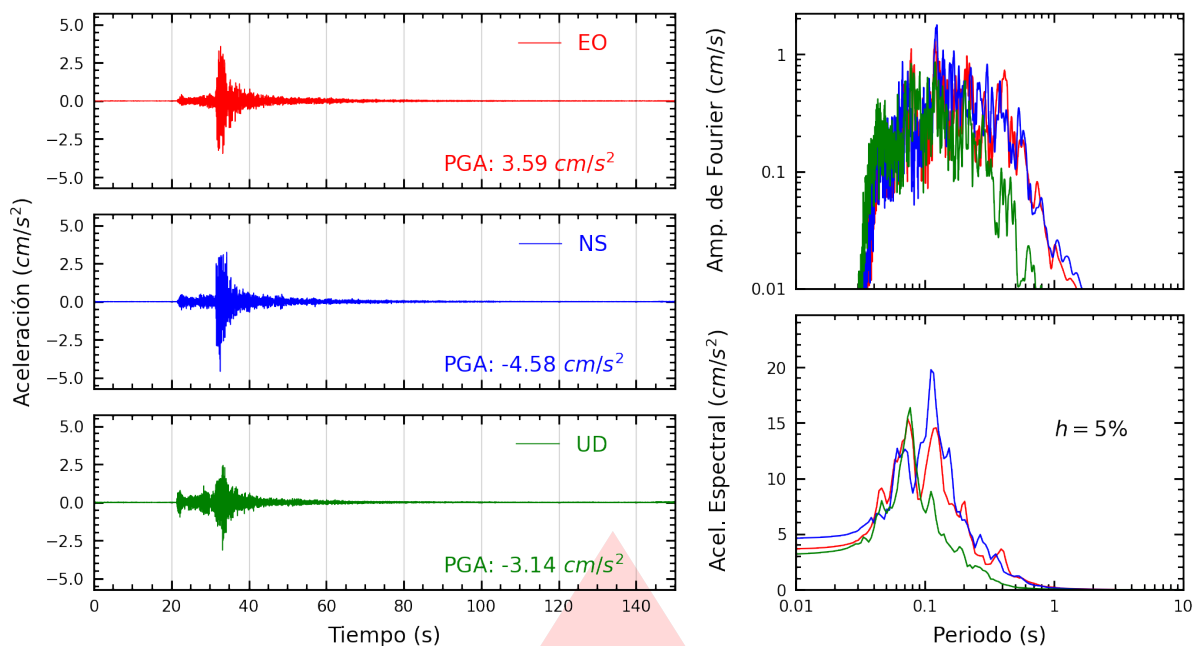 Aceleración (cm/s²)
5.0
2.5
0.0
−2.5
−5.0
EO
PGA: 3.59 cm/s²
5.0
2.5
0.0
−2.5
−5.0
NS
PGA: -4.58 cm/s²
5.0
2.5
0.0
−2.5
−5.0
UD
PGA: -3.14 cm/s²
0 20 40 60 80 100 120 140
Tiempo (s)
Amp. de Fourier (cm/s)
1
0.1
0.01
Acel. Espectral (cm/s²)
20
15
10
5
0
h = 5%
0.01 0.1 1 10
Periodo (s)